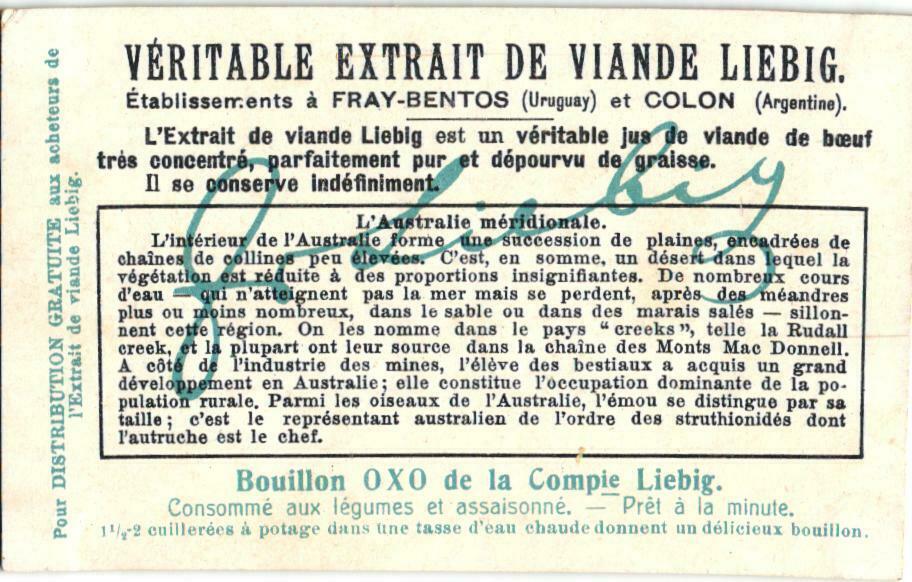 VÉRITABLE EXTRAIT DE VIANDE LIEBIG.
Établissements à FRAY-BENTOS (Uruguay) et COLON (Argentine).
L'Extrait de viande Liebig est un véritable jus de viande de bœuf
très concentré, parfaitement pur et dépourvu de graisse.
Il se conserve indéfiniment.
L'Australie méridionale.
L'intérieur de l'Australie forme une succession de plaines, encadrées de
chaînes de collines peu élevées. C'est, en somme, un désert dans lequel la
végétation est réduite à des proportions insignifiantes. De nombreux cours
d'eau — qui n'atteignent pas la mer mais se perdent, après des méandres
plus ou moins nombreux, dans le sable ou dans des marais salés — sillon-
nent cette région. On les nomme dans le pays "creeks", telle la Rudall
creek, et la plupart ont leur source dans la chaîne des Monts Mac Donnell.
A côté de l'industrie des mines, l'élève des bestiaux a acquis un grand
développement en Australie; elle constitue l'occupation dominante de la po-
pulation rurale. Parmi les oiseaux de l'Australie, l'émou se distingue par sa
taille; c'est le représentant australien de l'ordre des struthionidés dont
l'autruche est le chef.
J. v. Liebig
Bouillon OXO de la Compie Liebig.
Consommé aux légumes et assaisonné. — Prêt à la minute.
1½-2 cuillerées à potage dans une tasse d'eau chaude donnent un délicieux bouillon.
Pour DISTRIBUTION GRATUITE aux acheteurs de
l'Extrait de viande Liebig.